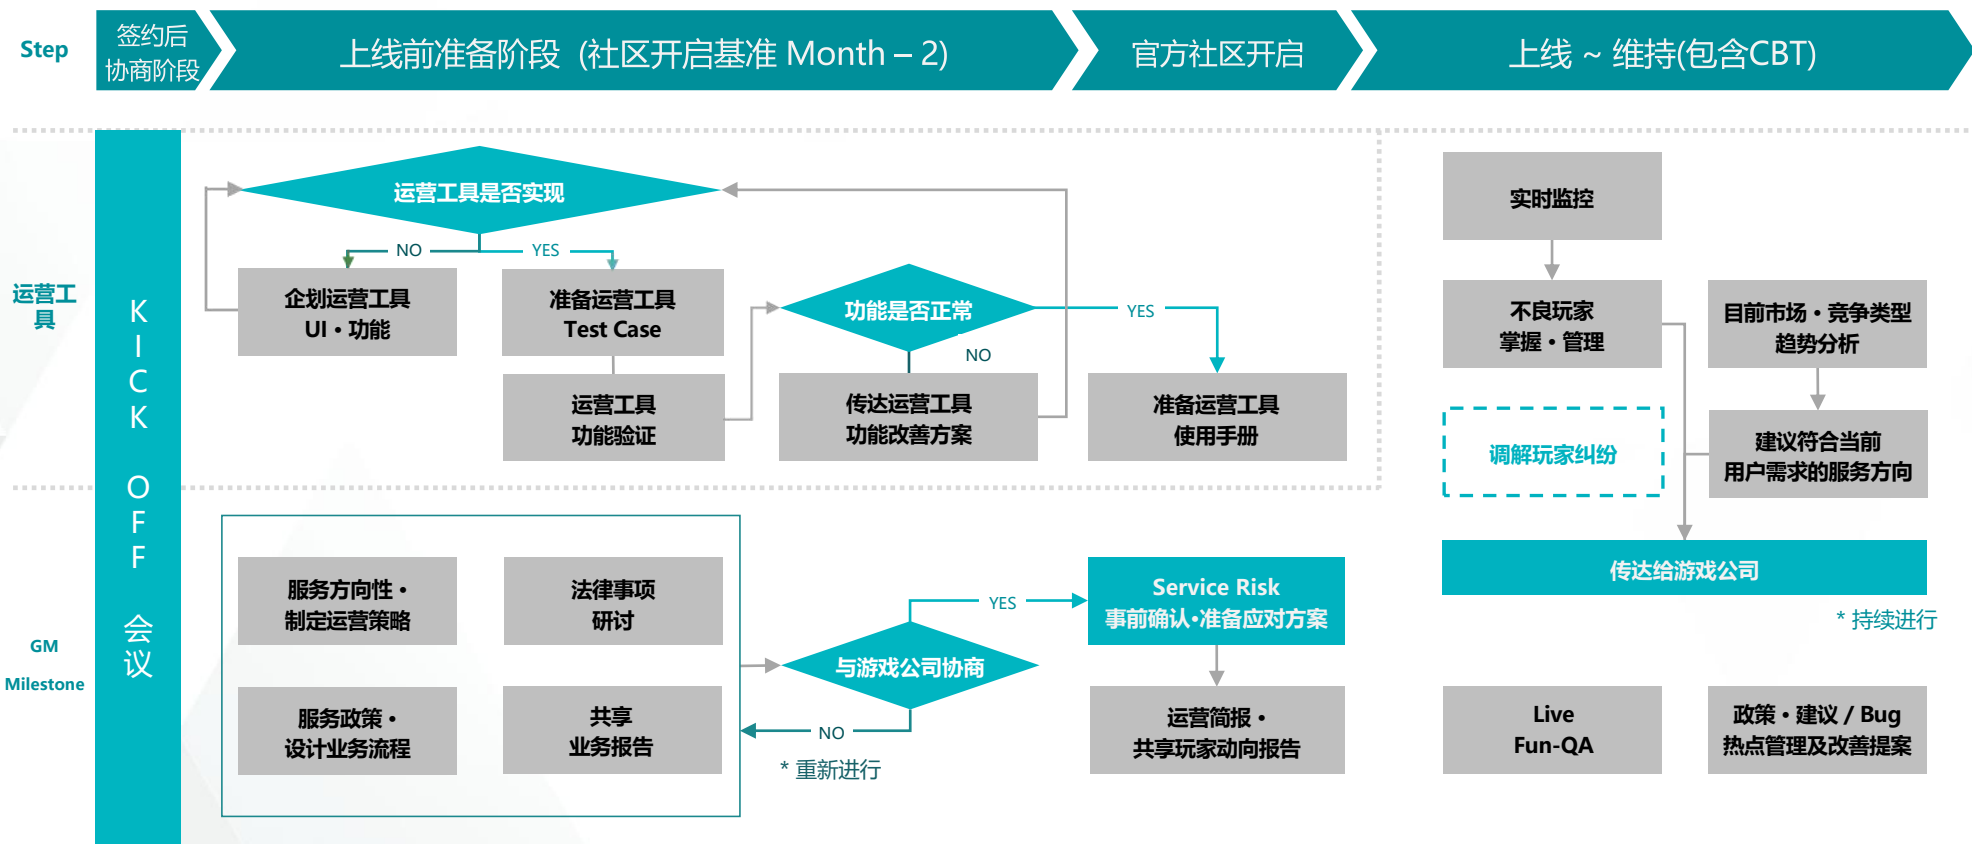 Step
签约后
协商阶段
上线前准备阶段 (社区开启基准 Month – 2)
官方社区开启
上线 ~ 维持(包含CBT)
运营工
具
GM
Milestone
KICK OFF 会议
运营工具是否实现
NO
YES
企划运营工具
UI・功能
准备运营工具
Test Case
运营工具
功能验证
功能是否正常
YES
NO
传达运营工具
功能改善方案
准备运营工具
使用手册
服务方向性・
制定运营策略
法律事项
研讨
服务政策・
设计业务流程
共享
业务报告
与游戏公司协商
YES
NO
* 重新进行
Service Risk
事前确认·准备应对方案
运营简报・
共享玩家动向报告
实时监控
不良玩家
掌握・管理
目前市场・竞争类型
趋势分析
调解玩家纠纷
建议符合当前
用户需求的服务方向
传达给游戏公司
* 持续进行
Live
Fun-QA
政策・建议 / Bug
热点管理及改善提案